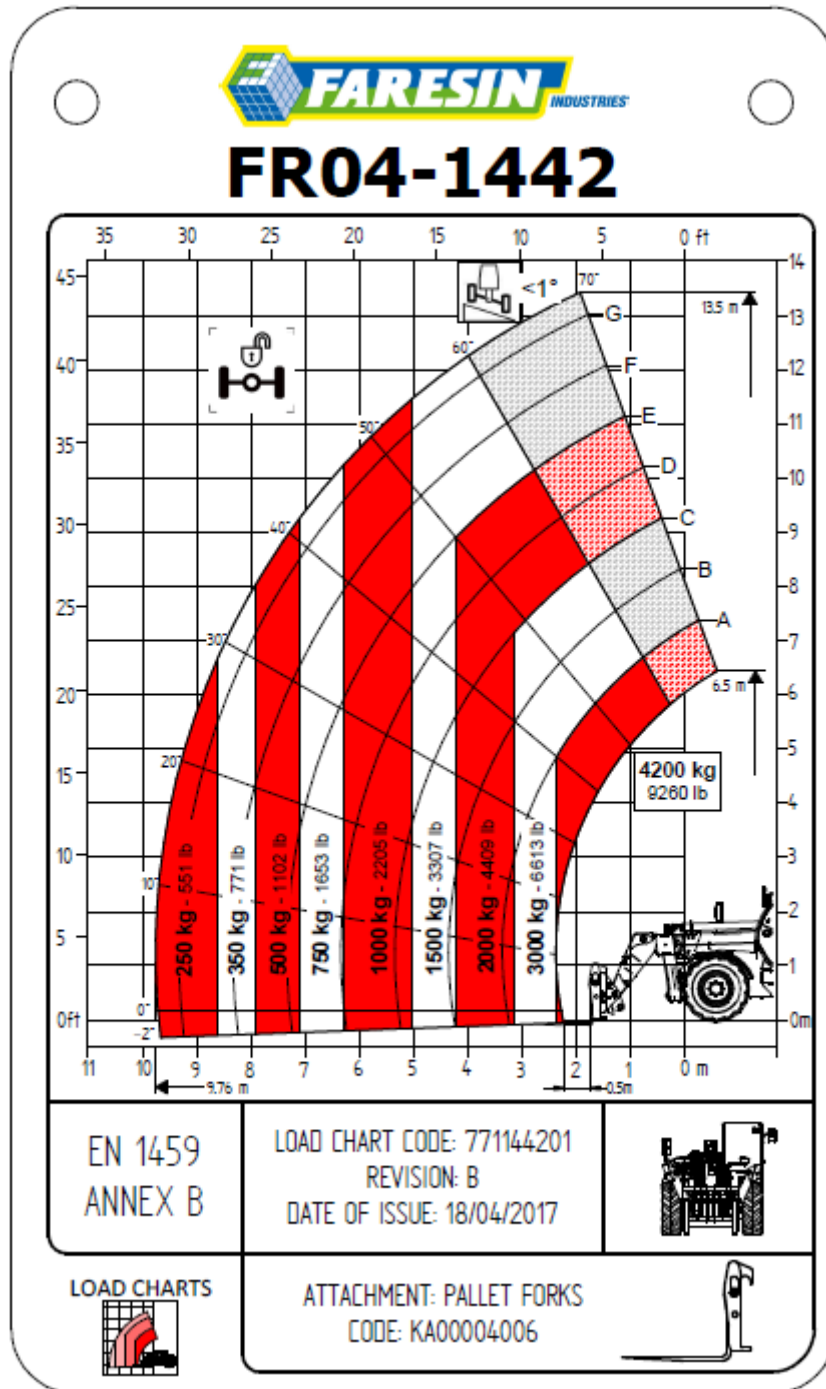 FARESIN INDUSTRIES
FR04-1442
35 30 25 20 15 10 5 0 ft
45 40 35 30 25 20 15 10 5 0ft
14 13 12 11 10 9 8 7 6 5 4 3 2 1 0m
<1°
70°
60°
50°
40°
30°
20°
10°
0°
-2°
G
F
E
D
C
B
A
13.5 m
6.5 m
4200 kg
9260 lb
250 kg - 551 lb
350 kg - 771 lb
500 kg - 1102 lb
750 kg - 1653 lb
1000 kg - 2205 lb
1500 kg - 3307 lb
2000 kg - 4409 lb
3000 kg - 6613 lb
11 10 9 8 7 6 5 4 3 2 1 0 m
9.76 m
0.5m
EN 1459
ANNEX B
LOAD CHART CODE: 771144201
REVISION: B
DATE OF ISSUE: 18/04/2017
LOAD CHARTS
ATTACHMENT: PALLET FORKS
CODE: KA00004006